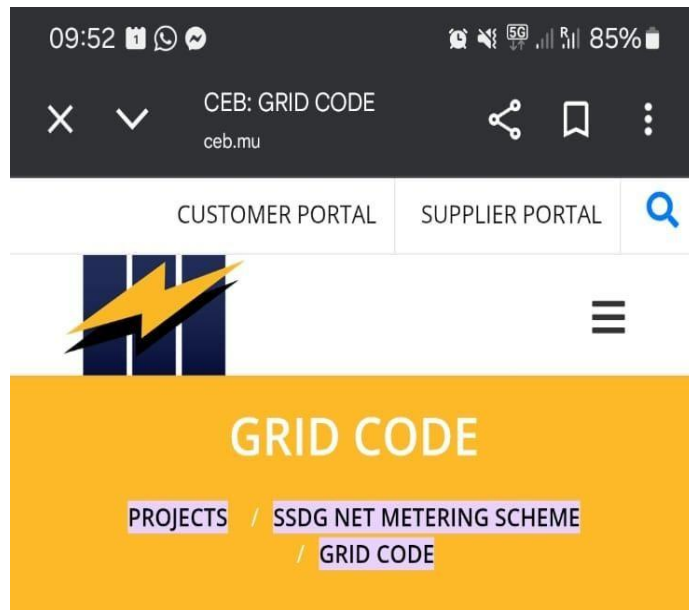 09:52 1 5G R 85%
CEB: GRID CODE
ceb.mu
CUSTOMER PORTAL SUPPLIER PORTAL
GRID CODE
PROJECTS / SSDG NET METERING SCHEME
/ GRID CODE